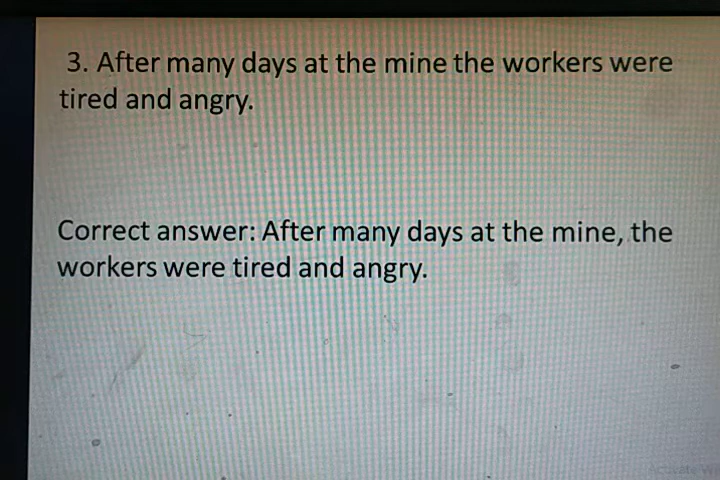 3. After many days at the mine the workers were
tired and angry.
Correct answer: After many days at the mine, the
workers were tired and angry.
Activate W